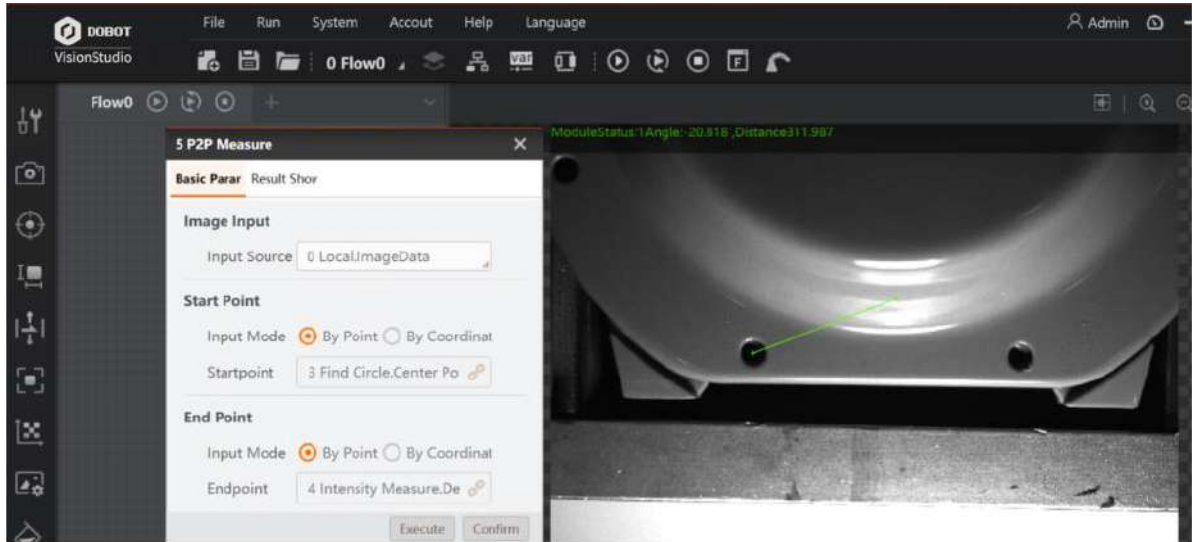 DOBOT
VisionStudio
File Run System Accout Help Language
Admin
0 Flow0
var
F
Flow0
5 P2P Measure
Basic Parar Result Shor
Image Input
Input Source 0 Local.ImageData
Start Point
Input Mode By Point By Coordinat
Startpoint 3 Find Circle.Center Po
End Point
Input Mode By Point By Coordinat
Endpoint 4 Intensity Measure.De
Execute Confirm
ModuleStatus:1Angle:-20.818 ,Distance311.987